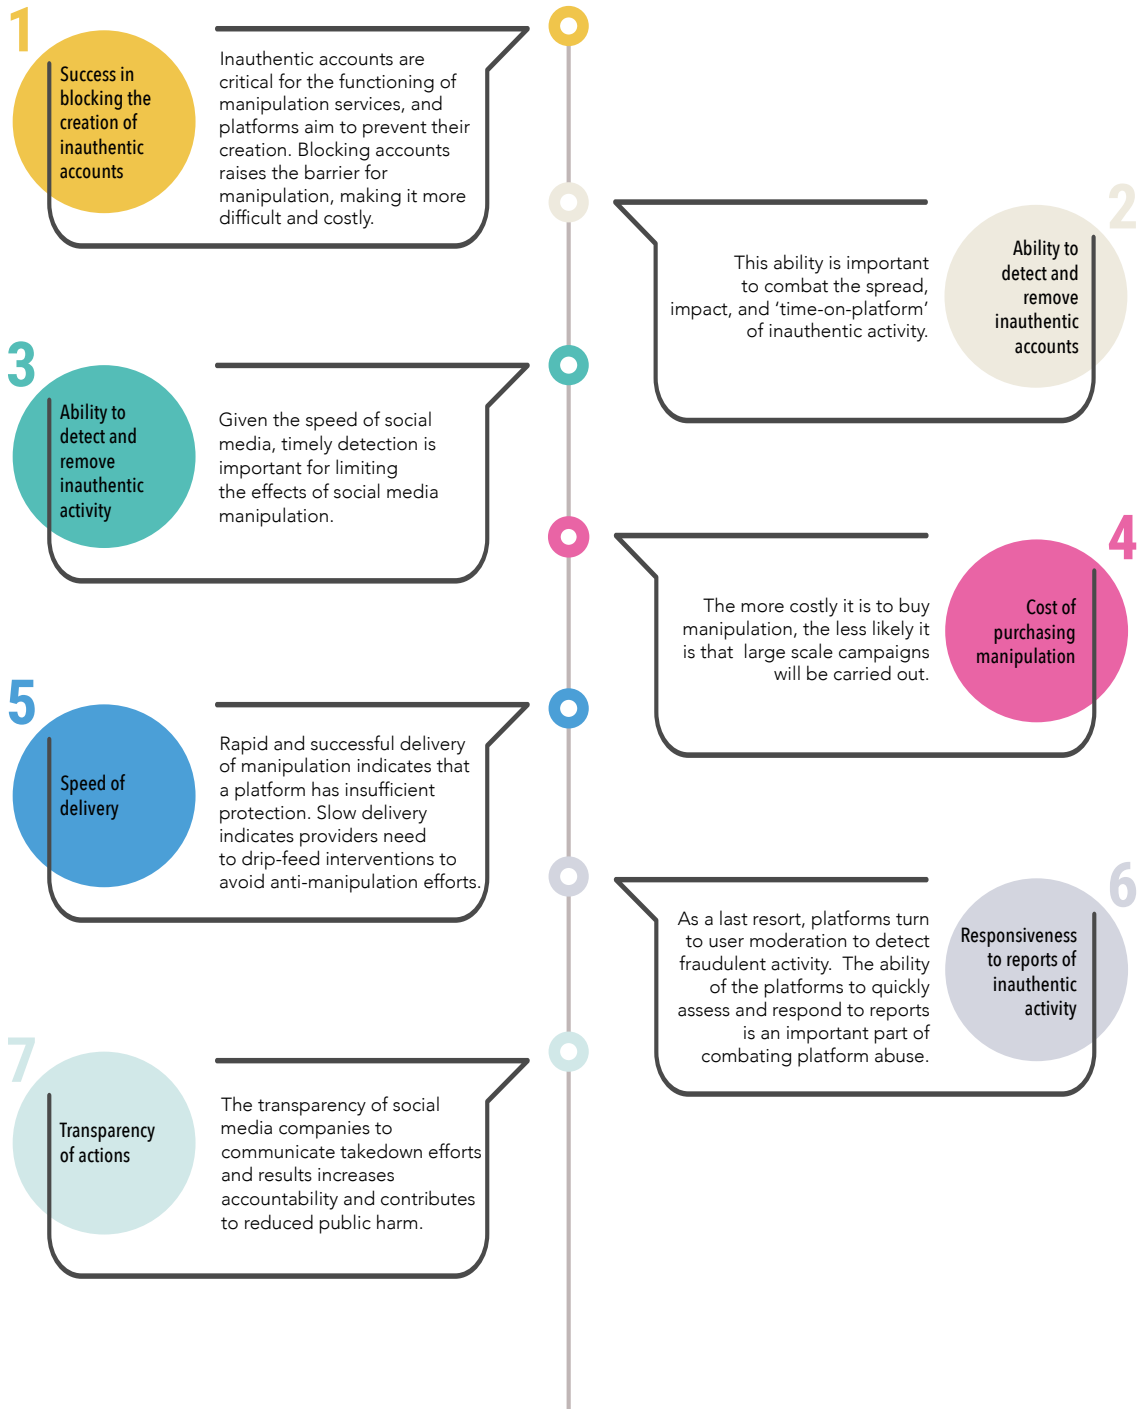 1
Success in
blocking the
creation of
inauthentic
accounts
Inauthentic accounts are
critical for the functioning of
manipulation services, and
platforms aim to prevent their
creation. Blocking accounts
raises the barrier for
manipulation, making it more
difficult and costly.
2
Ability to
detect and
remove
inauthentic
accounts
This ability is important
to combat the spread,
impact, and ‘time-on-platform’
of inauthentic activity.
3
Ability to
detect and
remove
inauthentic
activity
Given the speed of social
media, timely detection is
important for limiting
the effects of social media
manipulation.
4
Cost of
purchasing
manipulation
The more costly it is to buy
manipulation, the less likely it
is that  large scale campaigns
will be carried out.
5
Speed of
delivery
Rapid and successful delivery
of manipulation indicates that
a platform has insufficient
protection. Slow delivery
indicates providers need
to drip-feed interventions to
avoid anti-manipulation efforts.
6
Responsiveness
to reports of
inauthentic
activity
As a last resort, platforms turn
to user moderation to detect
fraudulent activity.  The ability
of the platforms to quickly
assess and respond to reports
is an important part of
combating platform abuse.
7
Transparency
of actions
The transparency of social
media companies to
communicate takedown efforts
and results increases
accountability and contributes
to reduced public harm.